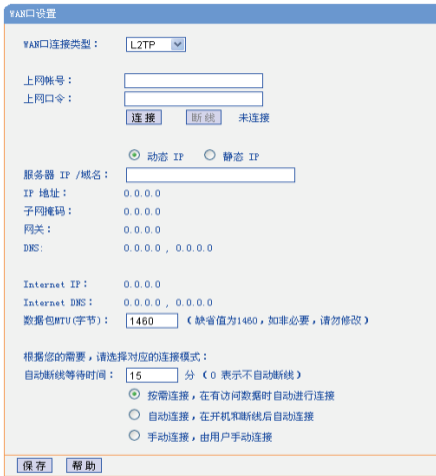 WAN口设置
WAN口连接类型： L2TP
上网帐号：
上网口令：
连 接 断 线 未连接
动态 IP 静态 IP
服务器 IP /域名：
IP 地址： 0.0.0.0
子网掩码： 0.0.0.0
网关： 0.0.0.0
DNS: 0.0.0.0 , 0.0.0.0
Internet IP： 0.0.0.0
Internet DNS： 0.0.0.0 , 0.0.0.0
数据包MTU(字节)： 1460 （缺省值为1460，如非必要，请勿修改）
根据您的需要，请选择对应的连接模式：
自动断线等待时间： 15 分 （0 表示不自动断线）
按需连接，在有访问数据时自动进行连接
自动连接，在开机和断线后自动连接
手动连接，由用户手动连接
保 存 帮 助